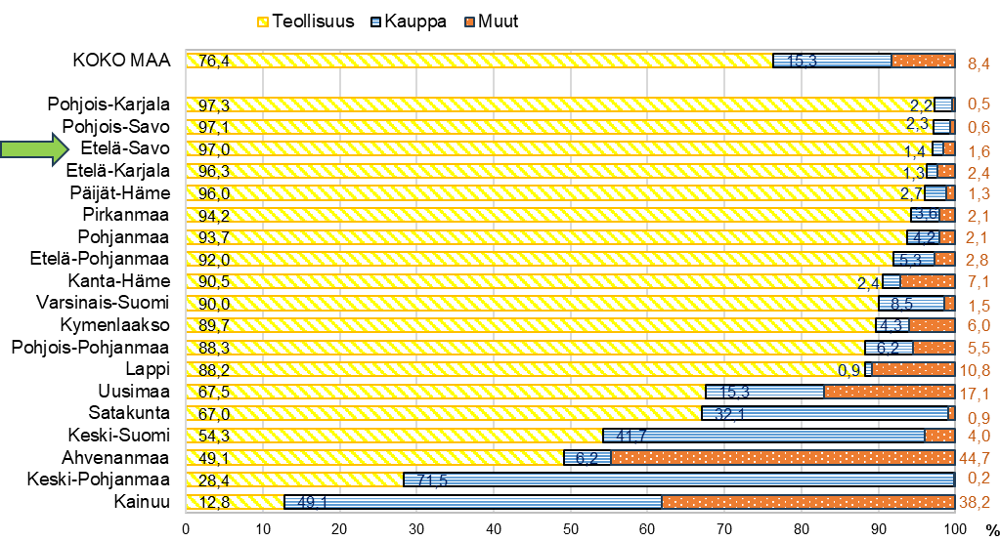 Teollisuus Kauppa Muut
KOKO MAA 76,4 15,3 8,4
Pohjois-Karjala 97,3 2,2 0,5
Pohjois-Savo 97,1 2,3 0,6
Etelä-Savo 97,0 1,4 1,6
Etelä-Karjala 96,3 1,3 2,4
Päijät-Häme 96,0 2,7 1,3
Pirkanmaa 94,2 3,6 2,1
Pohjanmaa 93,7 4,2 2,1
Etelä-Pohjanmaa 92,0 5,3 2,8
Kanta-Häme 90,5 2,4 7,1
Varsinais-Suomi 90,0 8,5 1,5
Kymenlaakso 89,7 4,3 6,0
Pohjois-Pohjanmaa 88,3 6,2 5,5
Lappi 88,2 0,9 10,8
Uusimaa 67,5 15,3 17,1
Satakunta 67,0 32,1 0,9
Keski-Suomi 54,3 41,7 4,0
Ahvenanmaa 49,1 6,2 44,7
Keski-Pohjanmaa 28,4 71,5 0,2
Kainuu 12,8 49,1 38,2
0 10 20 30 40 50 60 70 80 90 100 %